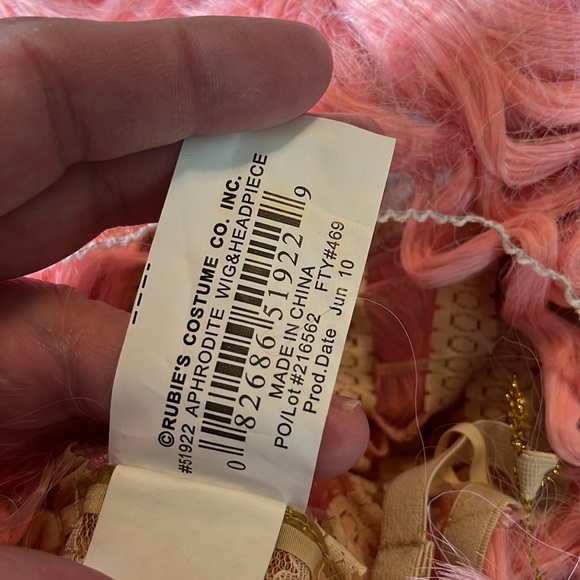 ©RUBIE'S COSTUME CO. INC.
#51922 APHRODITE WIG&HEADPIECE
0 82686 51922 9
MADE IN CHINA
PO/Lot #216562 FTY#469
Prod.Date Jun 10